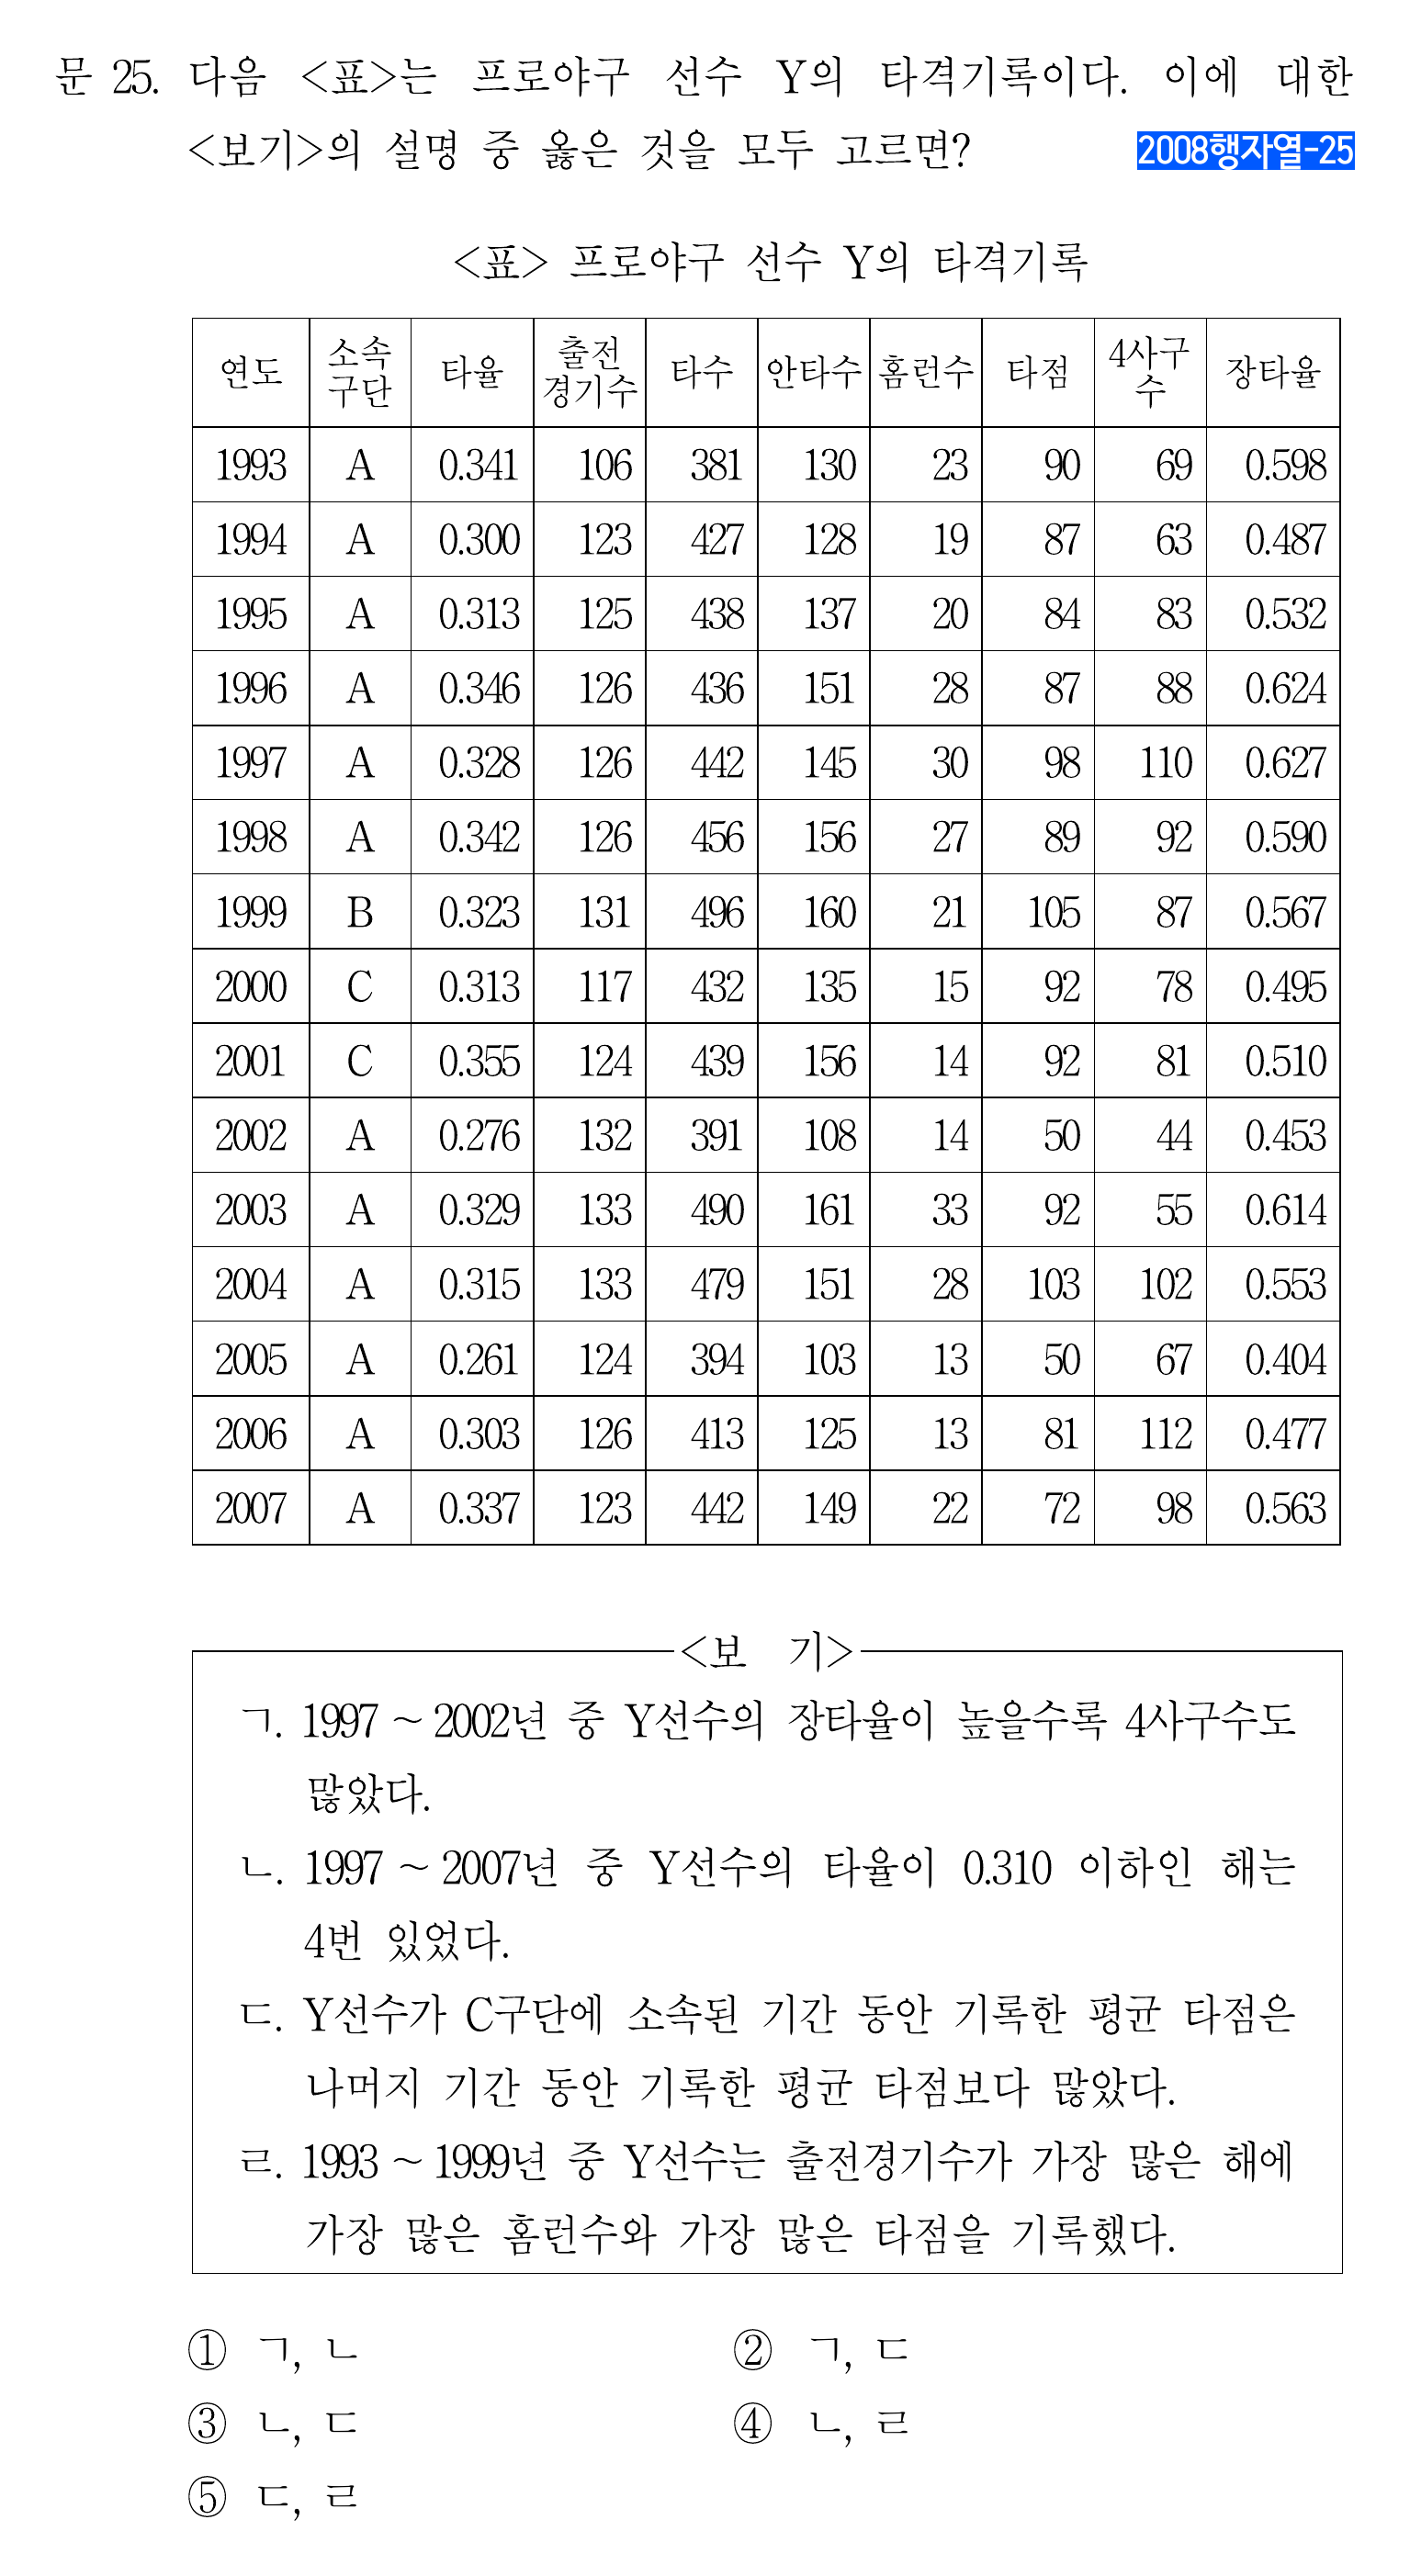 문 25. 다음 <표>는 프로야구 선수 Y의 타격기록이다. 이에 대한
<보기>의 설명 중 옳은 것을 모두 고르면?
2008행자열-25
<표> 프로야구 선수 Y의 타격기록
연도 소속구단 타율 출전경기수 타수 안타수 홈런수 타점 4사구수 장타율
1993 A 0.341 106 381 130 23 90 69 0.598
1994 A 0.300 123 427 128 19 87 63 0.487
1995 A 0.313 125 438 137 20 84 83 0.532
1996 A 0.346 126 436 151 28 87 88 0.624
1997 A 0.328 126 442 145 30 98 110 0.627
1998 A 0.342 126 456 156 27 89 92 0.590
1999 B 0.323 131 496 160 21 105 87 0.567
2000 C 0.313 117 432 135 15 92 78 0.495
2001 C 0.355 124 439 156 14 92 81 0.510
2002 A 0.276 132 391 108 14 50 44 0.453
2003 A 0.329 133 490 161 33 92 55 0.614
2004 A 0.315 133 479 151 28 103 102 0.553
2005 A 0.261 124 394 103 13 50 67 0.404
2006 A 0.303 126 413 125 13 81 112 0.477
2007 A 0.337 123 442 149 22 72 98 0.563
<보 기>
ㄱ. 1997 ~ 2002년 중 Y선수의 장타율이 높을수록 4사구수도
많았다.
ㄴ. 1997 ~ 2007년 중 Y선수의 타율이 0.310 이하인 해는
4번 있었다.
ㄷ. Y선수가 C구단에 소속된 기간 동안 기록한 평균 타점은
나머지 기간 동안 기록한 평균 타점보다 많았다.
ㄹ. 1993 ~ 1999년 중 Y선수는 출전경기수가 가장 많은 해에
가장 많은 홈런수와 가장 많은 타점을 기록했다.
① ㄱ, ㄴ ② ㄱ, ㄷ
③ ㄴ, ㄷ ④ ㄴ, ㄹ
⑤ ㄷ, ㄹ